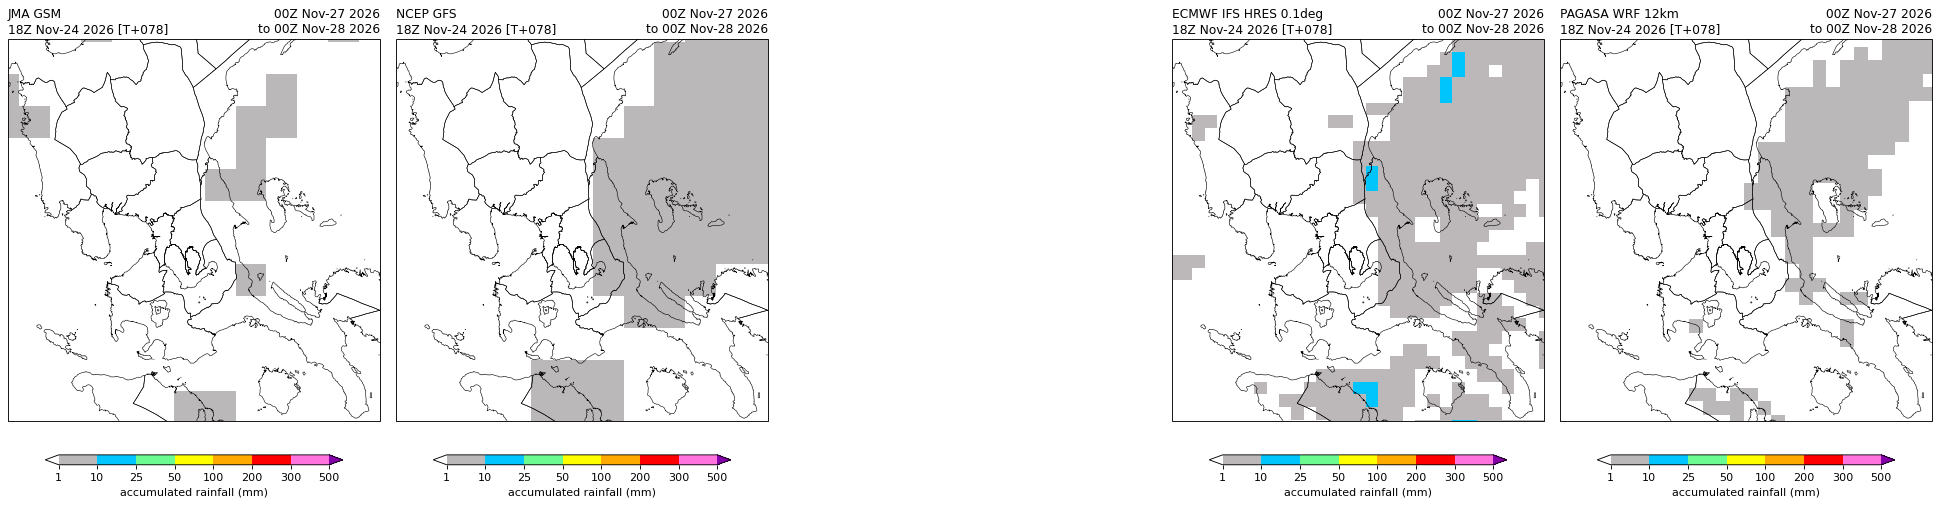 JMA GSM 00Z Nov-27 2026
18Z Nov-24 2026 [T+078] to 00Z Nov-28 2026
NCEP GFS 00Z Nov-27 2026
18Z Nov-24 2026 [T+078] to 00Z Nov-28 2026
ECMWF IFS HRES 0.1deg 00Z Nov-27 2026
18Z Nov-24 2026 [T+078] to 00Z Nov-28 2026
PAGASA WRF 12km 00Z Nov-27 2026
18Z Nov-24 2026 [T+078] to 00Z Nov-28 2026
1 10 25 50 100 200 300 500
accumulated rainfall (mm)
1 10 25 50 100 200 300 500
accumulated rainfall (mm)
1 10 25 50 100 200 300 500
accumulated rainfall (mm)
1 10 25 50 100 200 300 500
accumulated rainfall (mm)